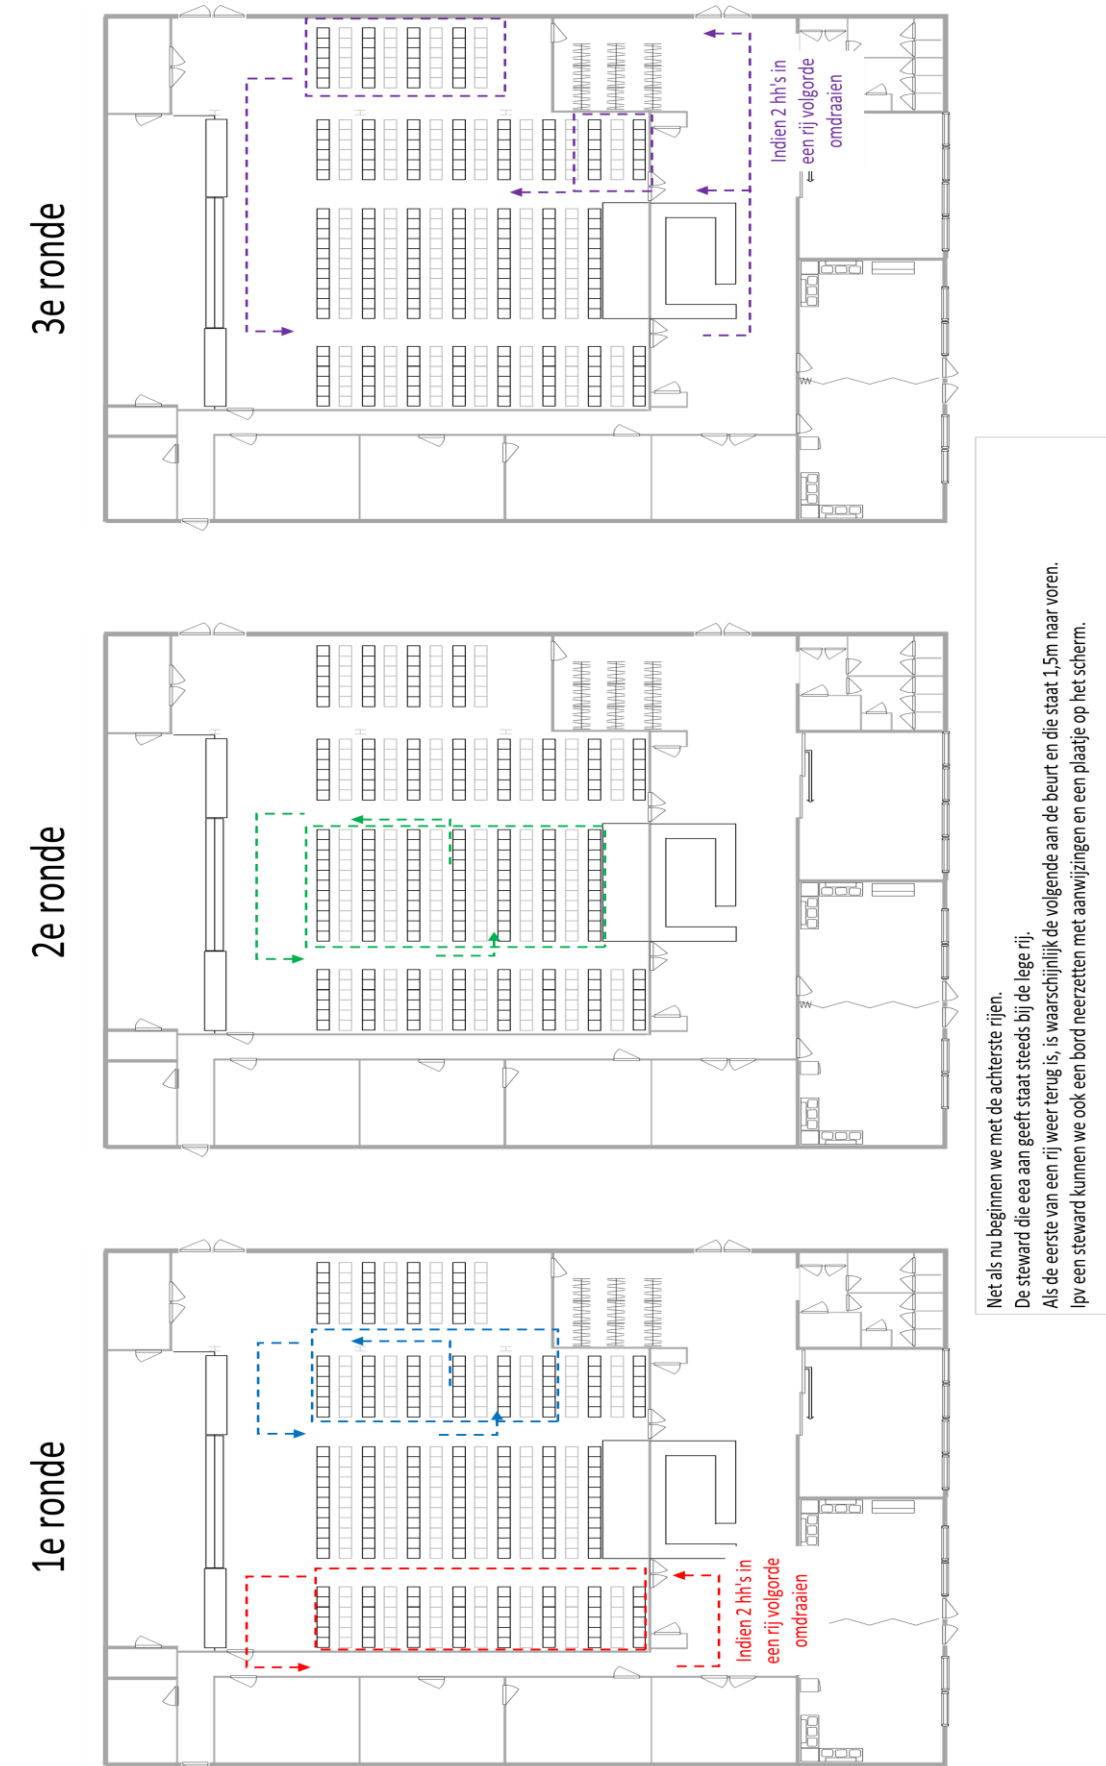 1e ronde
Indien 2 hh's in
een rij volgorde
omdraaien
2e ronde
3e ronde
Indien 2 hh's in
een rij volgorde
omdraaien
Net als nu beginnen we met de achterste rijen.
De steward die eea aan geeft staat steeds bij de lege rij.
Als de eerste van een rij weer terug is, is waarschijnlijk de volgende aan de beurt en die staat 1,5m naar voren.
Ipv een steward kunnen we ook een bord neerzetten met aanwijzingen en een plaatje op het scherm.